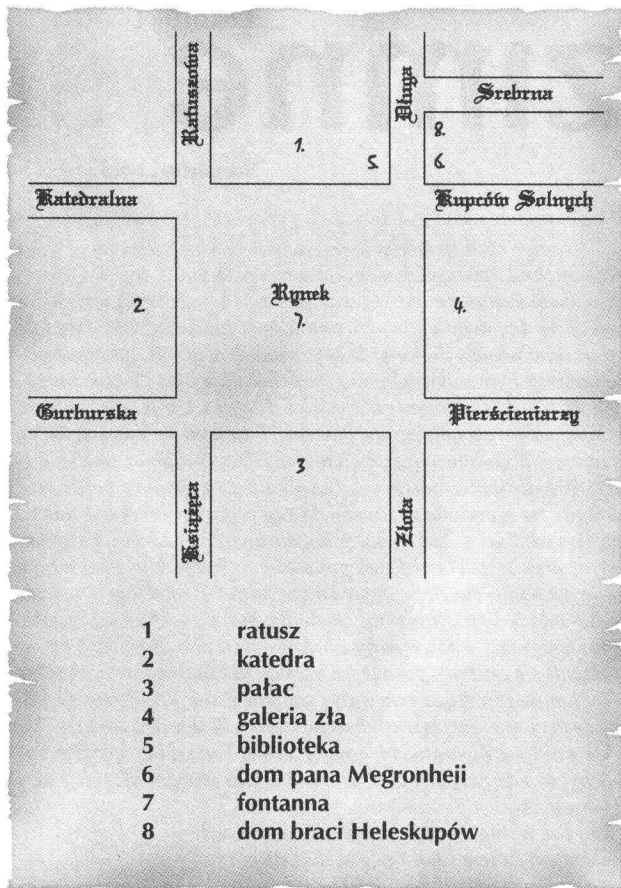 Ratuszowa
Długa
Srebrna
1.
5.
8.
6.
Katedralna
Kupców Solnych
2
Rynek
7.
4.
Gurburska
Pierścieniarzy
3
Książęca
Złota
1 ratusz
2 katedra
3 pałac
4 galeria zła
5 biblioteka
6 dom pana Megronheii
7 fontanna
8 dom braci Heleskupów